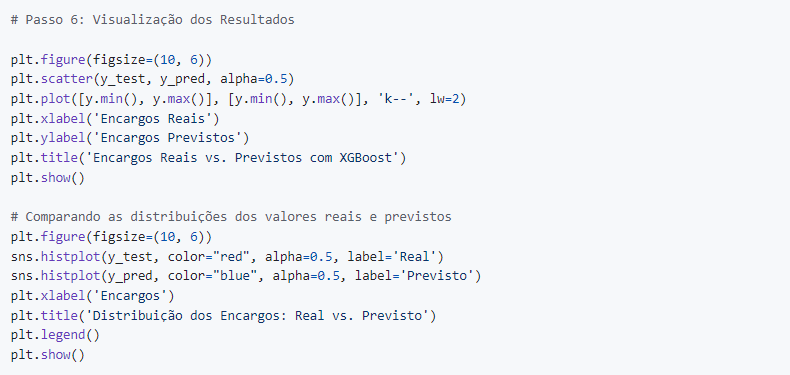 # Passo 6: Visualização dos Resultados
plt.figure(figsize=(10, 6))
plt.scatter(y_test, y_pred, alpha=0.5)
plt.plot([y.min(), y.max()], [y.min(), y.max()], 'k--', lw=2)
plt.xlabel('Encargos Reais')
plt.ylabel('Encargos Previstos')
plt.title('Encargos Reais vs. Previstos com XGBoost')
plt.show()
# Comparando as distribuições dos valores reais e previstos
plt.figure(figsize=(10, 6))
sns.histplot(y_test, color="red", alpha=0.5, label='Real')
sns.histplot(y_pred, color="blue", alpha=0.5, label='Previsto')
plt.xlabel('Encargos')
plt.title('Distribuição dos Encargos: Real vs. Previsto')
plt.legend()
plt.show()